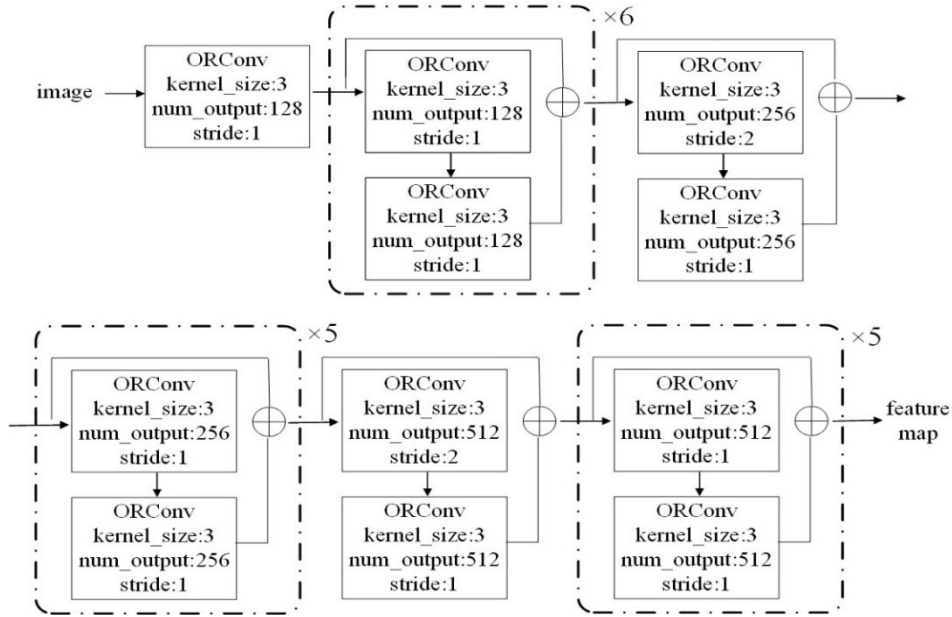 ×6
image
ORConv
kernel_size:3
num_output:128
stride:1
ORConv
kernel_size:3
num_output:128
stride:1
ORConv
kernel_size:3
num_output:128
stride:1
ORConv
kernel_size:3
num_output:256
stride:2
ORConv
kernel_size:3
num_output:256
stride:1
×5
ORConv
kernel_size:3
num_output:256
stride:1
ORConv
kernel_size:3
num_output:256
stride:1
ORConv
kernel_size:3
num_output:512
stride:2
ORConv
kernel_size:3
num_output:512
stride:1
×5
ORConv
kernel_size:3
num_output:512
stride:1
ORConv
kernel_size:3
num_output:512
stride:1
feature
map